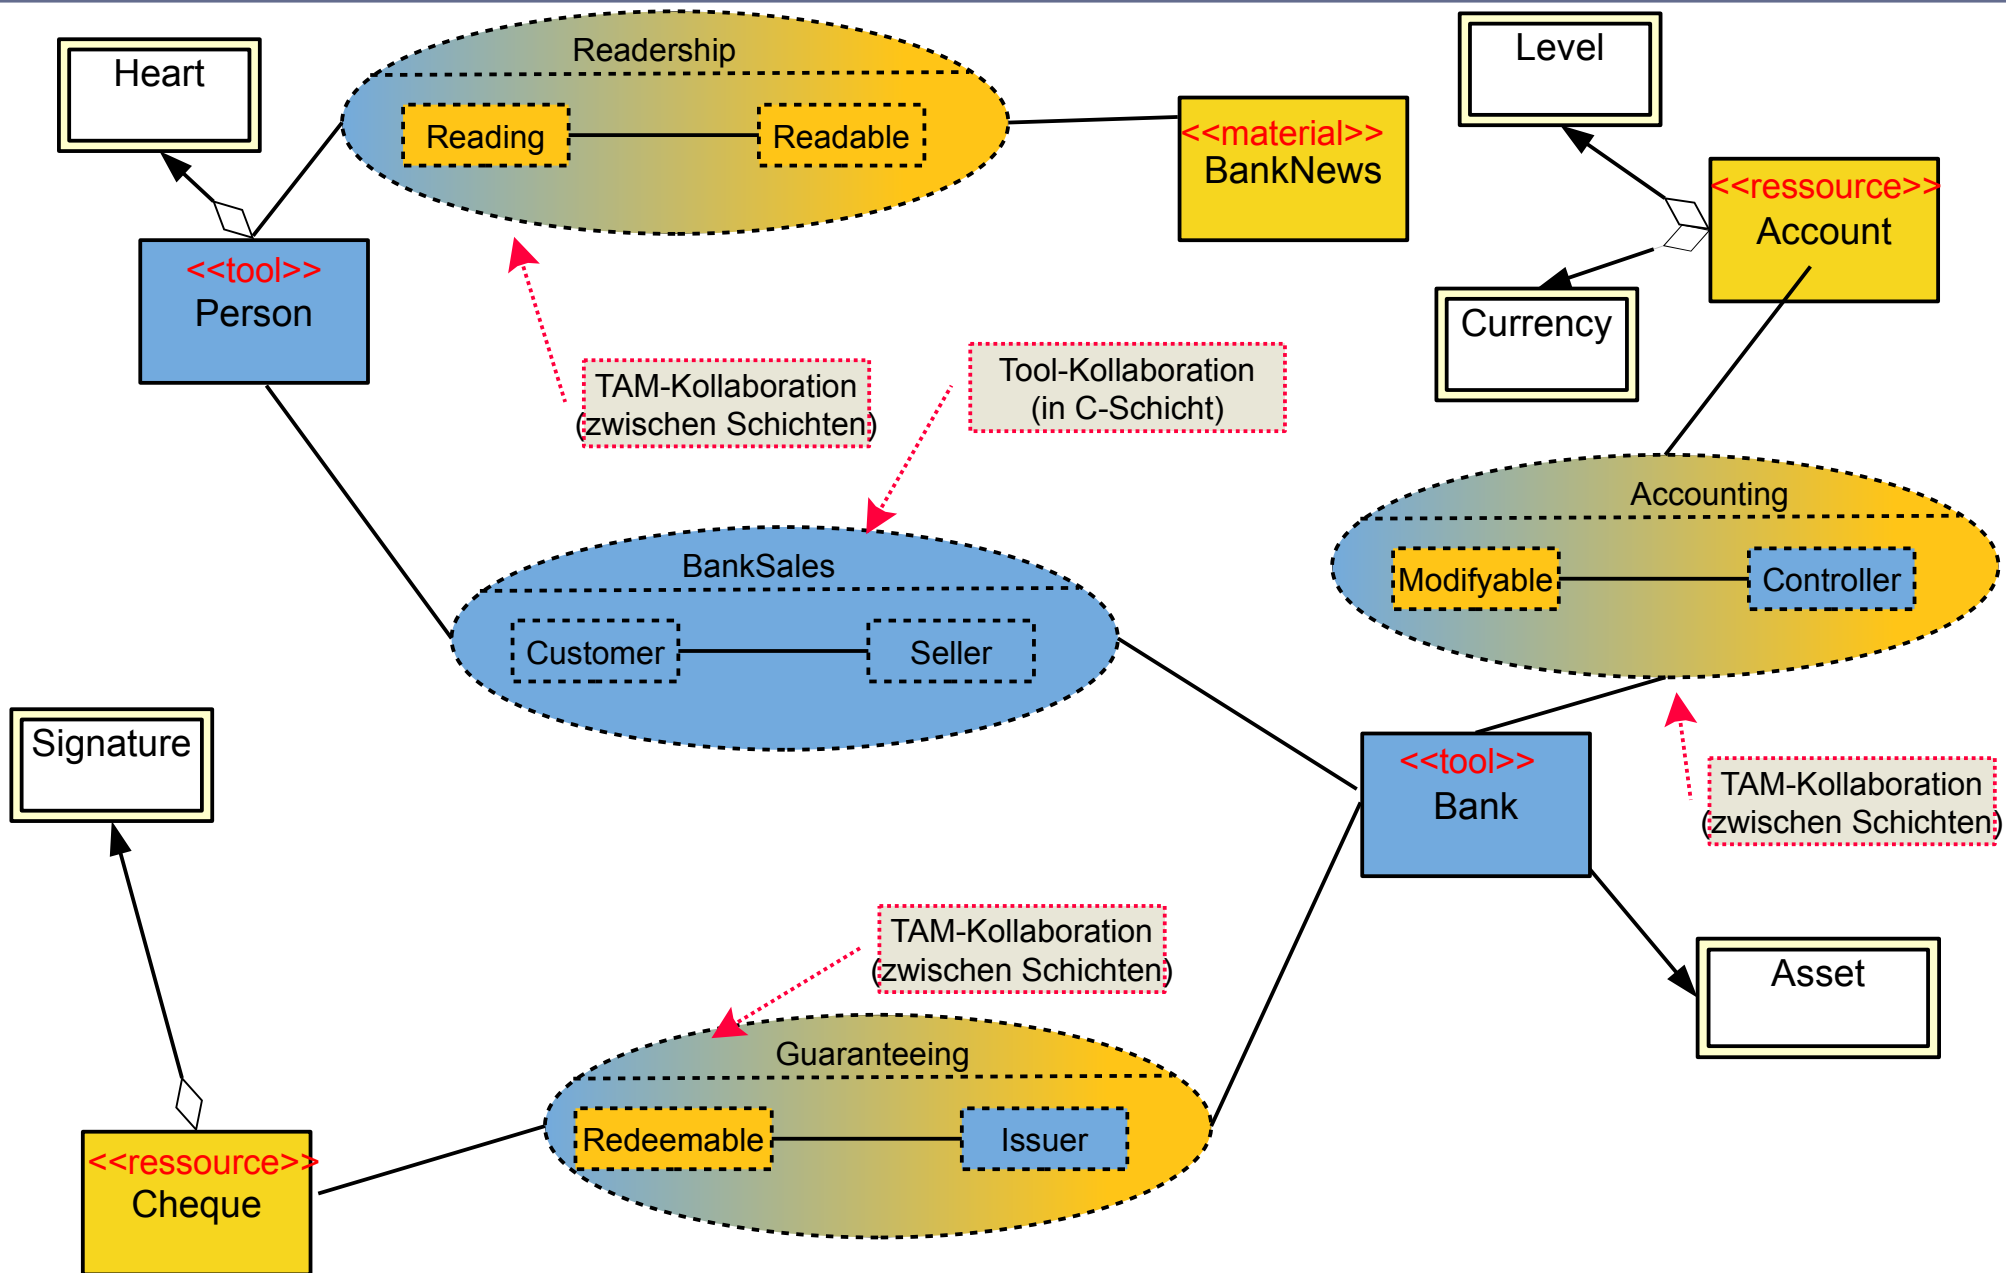 Heart
Readership
Reading
Readable
<<material>>
BankNews
Level
<<ressource>>
Account
Currency
<<tool>>
Person
TAM-Kollaboration
(zwischen Schichten)
Tool-Kollaboration
(in C-Schicht)
Accounting
Modifyable
Controller
BankSales
Customer
Seller
Signature
<<tool>>
Bank
TAM-Kollaboration
(zwischen Schichten)
TAM-Kollaboration
(zwischen Schichten)
Asset
Guaranteeing
Redeemable
Issuer
<<ressource>>
Cheque